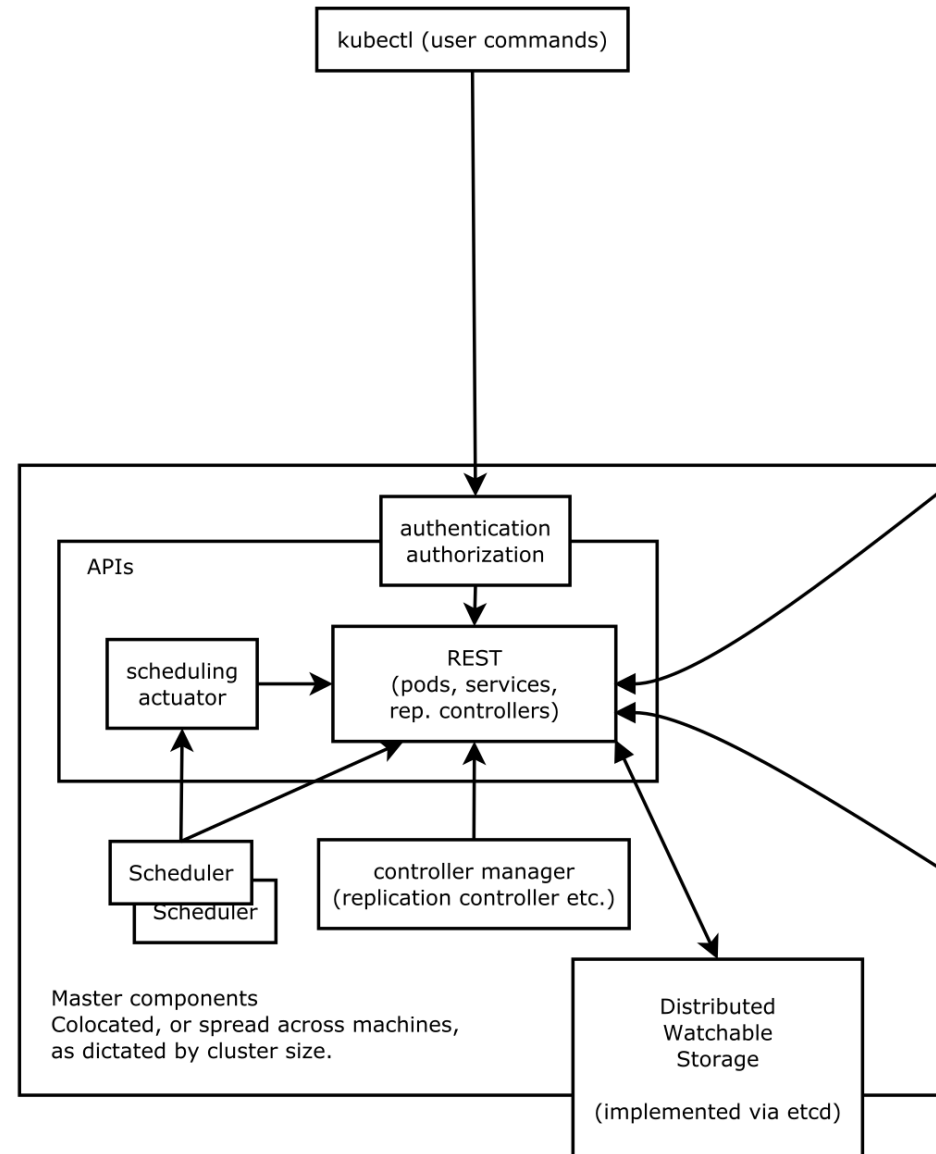 kubectl (user commands)
authentication
authorization
APIs
REST
(pods, services,
rep. controllers)
scheduling
actuator
Scheduler
Scheduler
controller manager
(replication controller etc.)
Master components
Colocated, or spread across machines,
as dictated by cluster size.
Distributed
Watchable
Storage
(implemented via etcd)